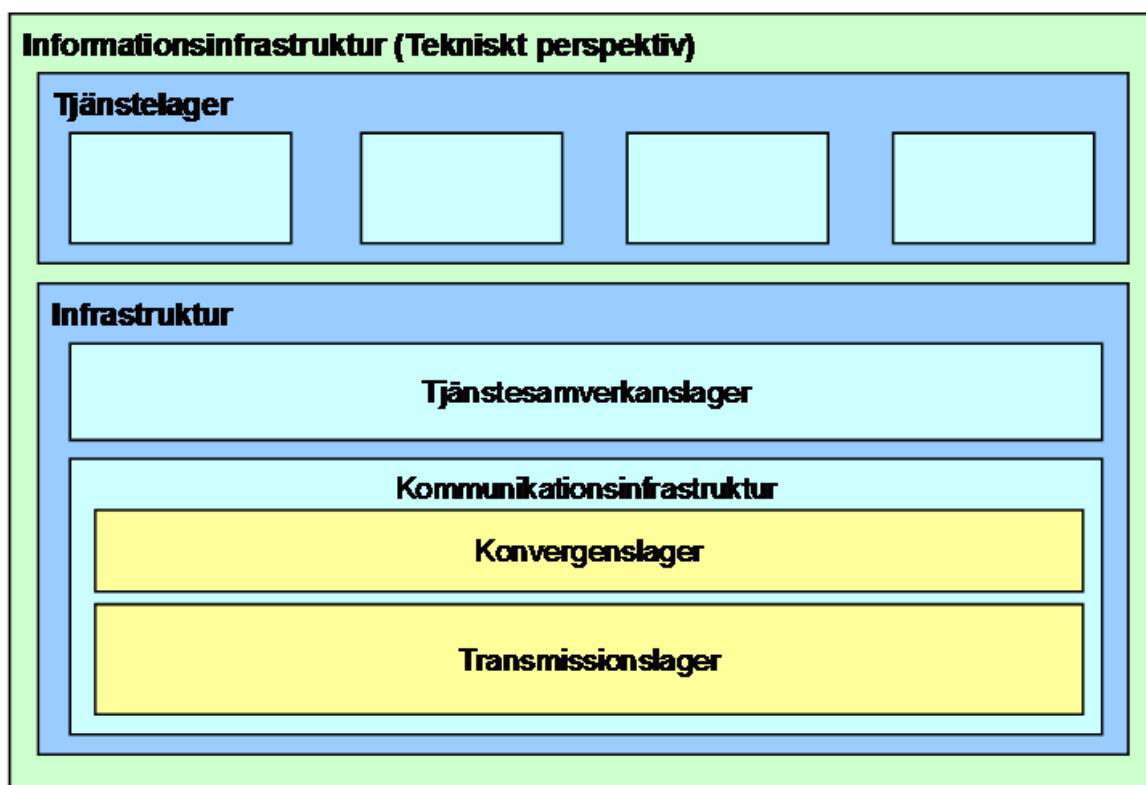 Informationsinfrastruktur (Tekniskt perspektiv)
Tjänstelager
Infrastruktur
Tjänstesamverkanslager
Kommunikationsinfrastruktur
Konvergenslager
Transmissionslager